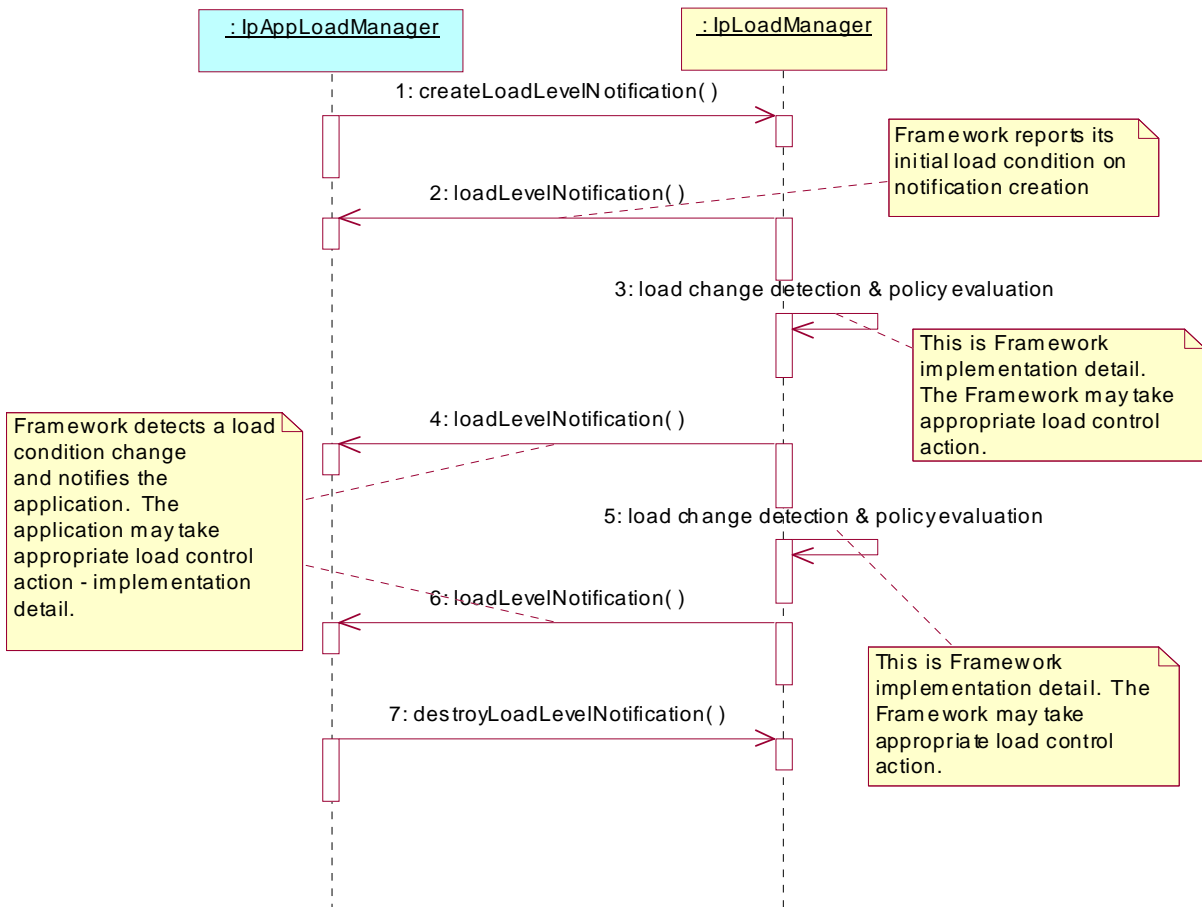 : IpAppLoadManager
: IpLoadManager
1: createLoadLevelNotification( )
Framework reports its
initial load condition on
notification creation
2: loadLevelNotification( )
3: load change detection & policy evaluation
This is Framework
implementation detail.
The Framework may take
appropriate load control
action.
4: loadLevelNotification( )
Framework detects a load
condition change
and notifies the
application. The
application may take
appropriate load control
action - implementation
detail.
5: load change detection & policy evaluation
6: loadLevelNotification( )
This is Framework
implementation detail. The
Framework may take
appropriate load control
action.
7: destroyLoadLevelNotification( )